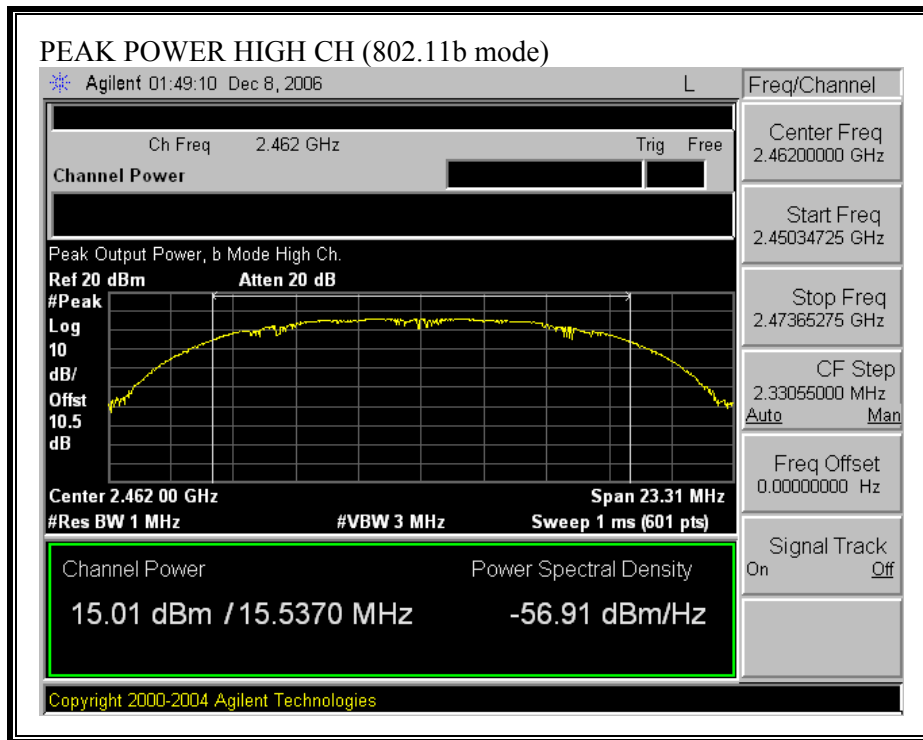 PEAK POWER HIGH CH (802.11b mode)
Agilent 01:49:10 Dec 8, 2006 L
Freq/Channel
Ch Freq 2.462 GHz Trig Free
Channel Power
Peak Output Power, b Mode High Ch.
Ref 20 dBm Atten 20 dB
#Peak
Log
10
dB/
Offst
10.5
dB
Center 2.462 00 GHz Span 23.31 MHz
#Res BW 1 MHz #VBW 3 MHz Sweep 1 ms (601 pts)
Channel Power Power Spectral Density
15.01 dBm / 15.5370 MHz -56.91 dBm/Hz
Center Freq
2.46200000 GHz
Start Freq
2.45034725 GHz
Stop Freq
2.47365275 GHz
CF Step
2.33055000 MHz
Auto Man
Freq Offset
0.00000000 Hz
Signal Track
On Off
Copyright 2000-2004 Agilent Technologies